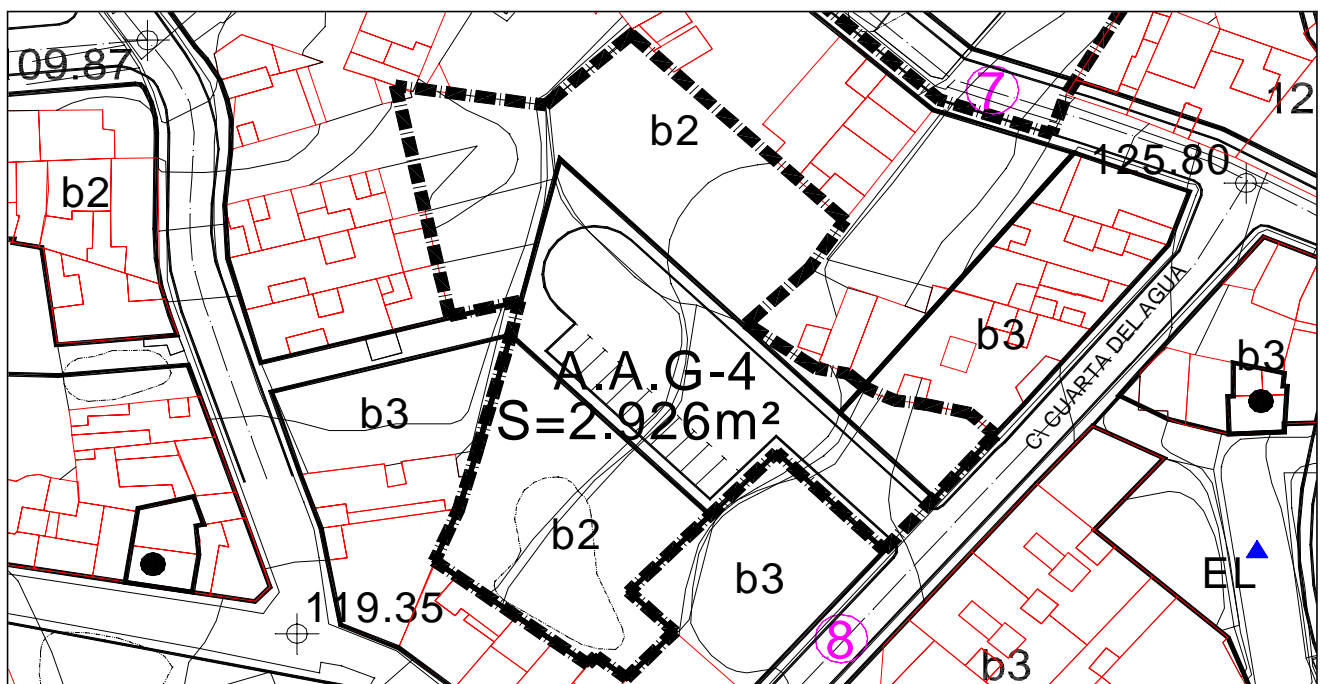 09.87
7
12
b2
125.80
b2
b3
b3
C\ CUARTA DEL AGUA
A.A.G-4
b3
S=2.926m²
b2
b3
EL
119.35
8
b3